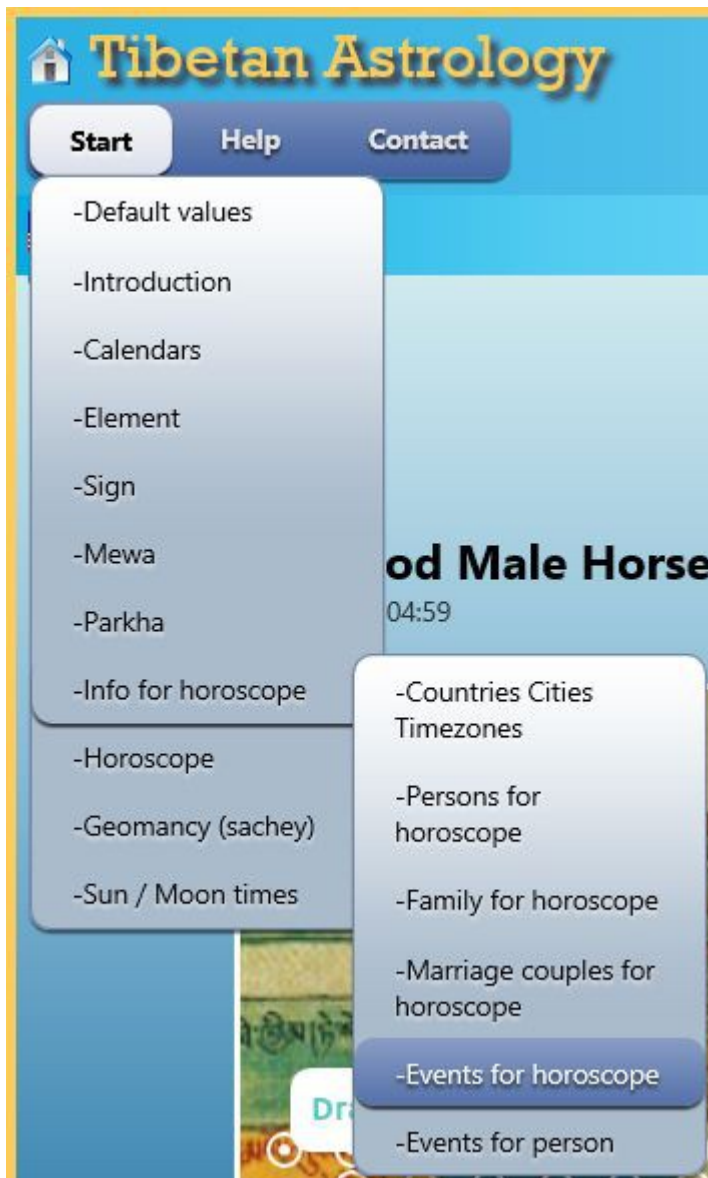 Tibetan Astrology
Start Help Contact
-Default values
-Introduction
-Calendars
-Element
-Sign
-Mewa
-Parkha
-Info for horoscope
-Horoscope
-Geomancy (sachey)
-Sun / Moon times
od Male Horse
04:59
-Countries Cities
Timezones
-Persons for
horoscope
-Family for horoscope
-Marriage couples for
horoscope
-Events for horoscope
-Events for person
Dra